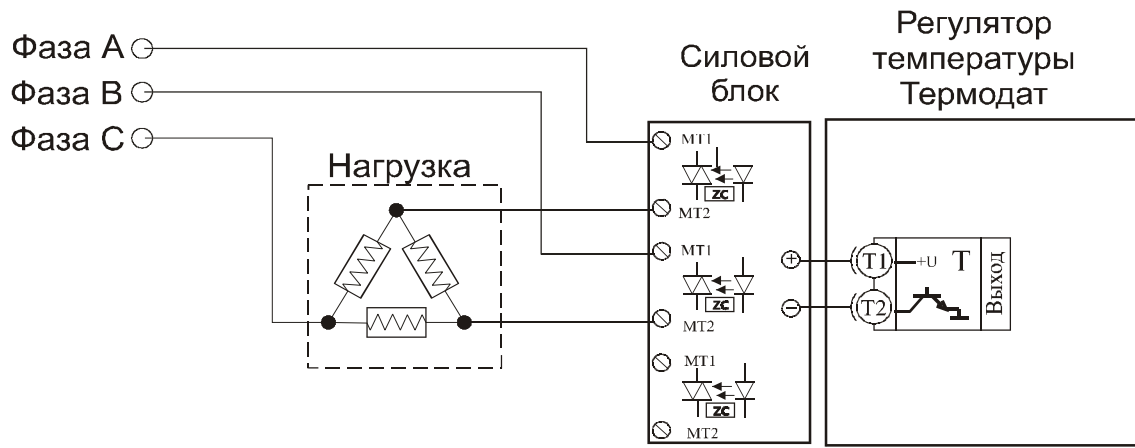 Фаза A
Фаза B
Фаза C
Нагрузка
Силовой
блок
Регулятор
температуры
Термодат
MT1
ZC
MT2
MT1
ZC
MT2
MT1
ZC
MT2
+
−
T1
+U
T
T2
Выход